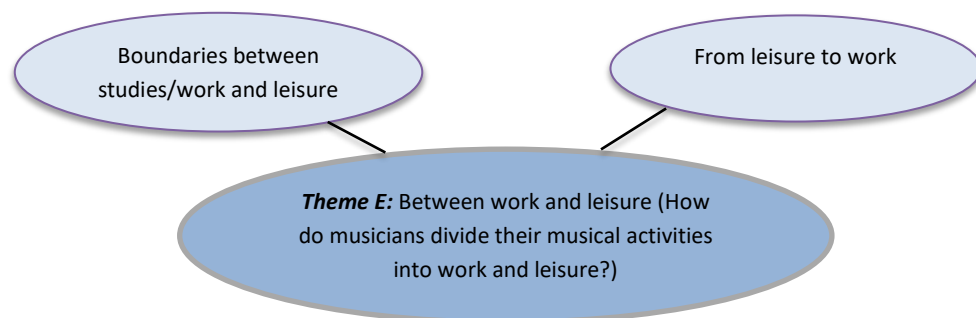 Boundaries between
studies/work and leisure
From leisure to work
Theme E: Between work and leisure (How
do musicians divide their musical activities
into work and leisure?)